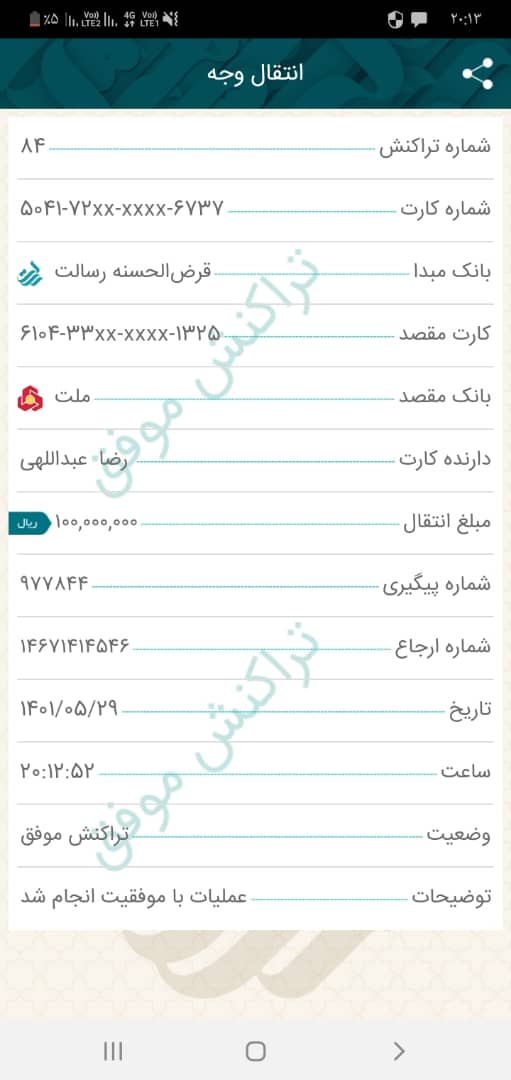 ۲۰:۱۳ ٪۵ Vo)) LTE2 4G Vo)) LTE1
انتقال وجه
شماره تراکنش ۸۴
شماره کارت ۵۰۴۱-۷۲xx-xxxx-۶۷۳۷
بانک مبدا قرض‌الحسنه رسالت
کارت مقصد ۶۱۰۴-۳۳xx-xxxx-۱۳۲۵
بانک مقصد ملت
دارنده کارت رضا عبداللهی
مبلغ انتقال ۱۰۰,۰۰۰,۰۰۰ ریال
شماره پیگیری ۹۷۷۸۴۴
شماره ارجاع ۱۴۶۷۱۴۱۴۵۴۶
تاریخ ۱۴۰۱/۰۵/۲۹
ساعت ۲۰:۱۲:۵۲
وضعیت تراکنش موفق
توضیحات عملیات با موفقیت انجام شد
تراکنش موفق
تراکنش موفق